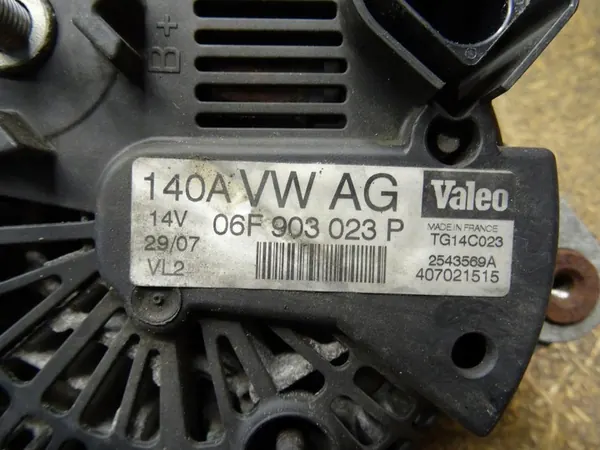 B+
140A VW AG Valeo
14V 06F 903 023 P MADE IN FRANCE
TG14C023
29/07 2543569A
VL2 407021515